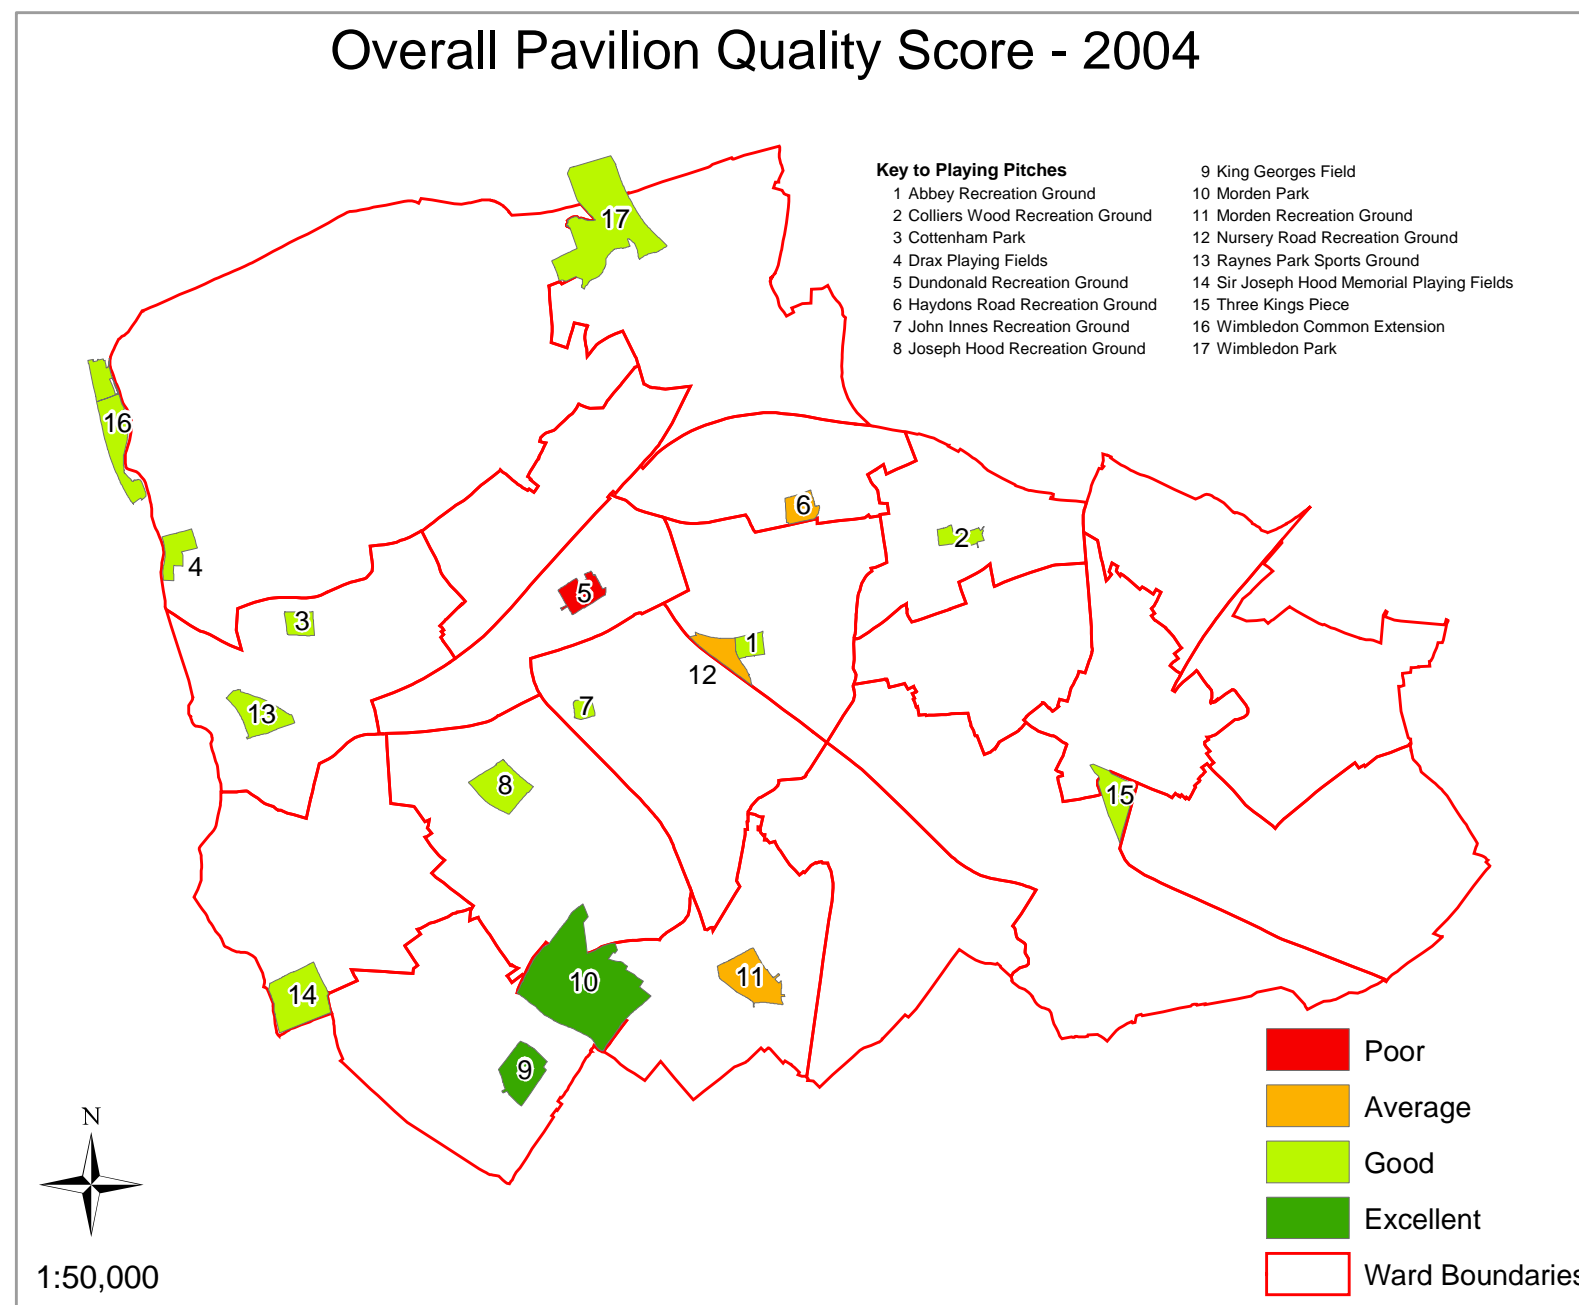 Overall Pavilion Quality Score - 2004
Key to Playing Pitches
1 Abbey Recreation Ground
2 Colliers Wood Recreation Ground
3 Cottenham Park
4 Drax Playing Fields
5 Dundonald Recreation Ground
6 Haydons Road Recreation Ground
7 John Innes Recreation Ground
8 Joseph Hood Recreation Ground
9 King Georges Field
10 Morden Park
11 Morden Recreation Ground
12 Nursery Road Recreation Ground
13 Raynes Park Sports Ground
14 Sir Joseph Hood Memorial Playing Fields
15 Three Kings Piece
16 Wimbledon Common Extension
17 Wimbledon Park
17
16
6
2
4
5
3
1
12
7
13
8
15
11
10
14
9
Poor
Average
Good
Excellent
Ward Boundaries
N
1:50,000